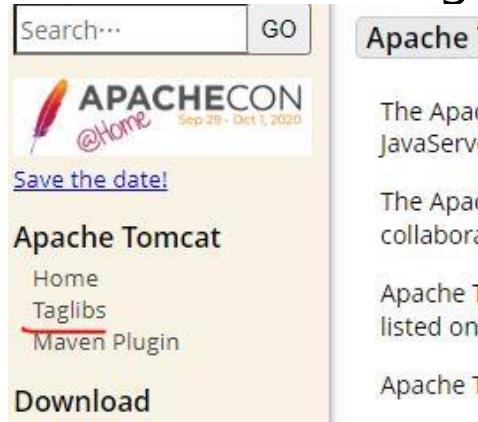 Search···
GO
APACHECON
@Home
Sep 29 - Oct 1, 2020
Save the date!
Apache Tomcat
Home
Taglibs
Maven Plugin
Download
Apache
The Apac
JavaServ
The Apac
collabora
Apache T
listed on
Apache T